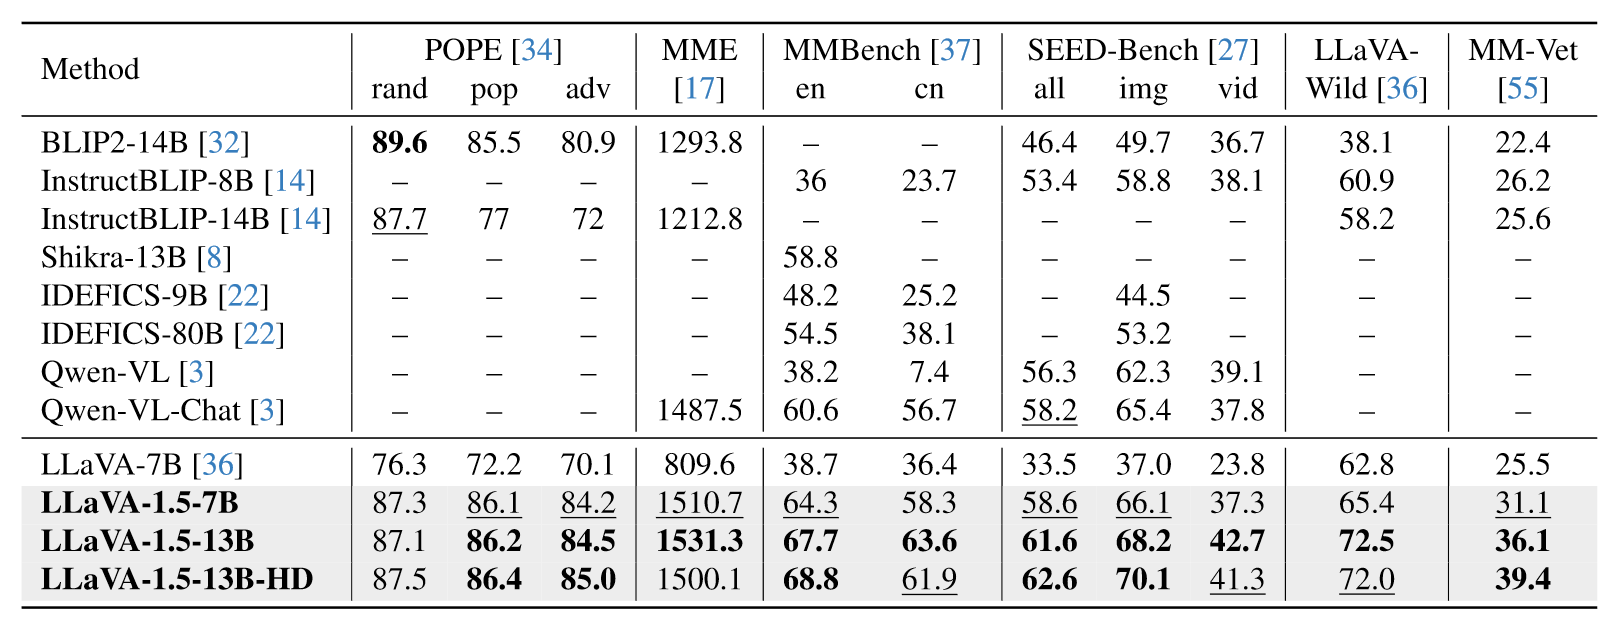 Method POPE [34] MME [17] MMBench [37] SEED-Bench [27] LLaVA-Wild [36] MM-Vet [55]
rand pop adv en cn all img vid
BLIP2-14B [32] 89.6 85.5 80.9 1293.8 – – 46.4 49.7 36.7 38.1 22.4
InstructBLIP-8B [14] – – – – 36 23.7 53.4 58.8 38.1 60.9 26.2
InstructBLIP-14B [14] 87.7 77 72 1212.8 – – – – – 58.2 25.6
Shikra-13B [8] – – – – 58.8 – – – – – –
IDEFICS-9B [22] – – – – 48.2 25.2 – 44.5 – – –
IDEFICS-80B [22] – – – – 54.5 38.1 – 53.2 – – –
Qwen-VL [3] – – – – 38.2 7.4 56.3 62.3 39.1 – –
Qwen-VL-Chat [3] – – – 1487.5 60.6 56.7 58.2 65.4 37.8 – –
LLaVA-7B [36] 76.3 72.2 70.1 809.6 38.7 36.4 33.5 37.0 23.8 62.8 25.5
LLaVA-1.5-7B 87.3 86.1 84.2 1510.7 64.3 58.3 58.6 66.1 37.3 65.4 31.1
LLaVA-1.5-13B 87.1 86.2 84.5 1531.3 67.7 63.6 61.6 68.2 42.7 72.5 36.1
LLaVA-1.5-13B-HD 87.5 86.4 85.0 1500.1 68.8 61.9 62.6 70.1 41.3 72.0 39.4